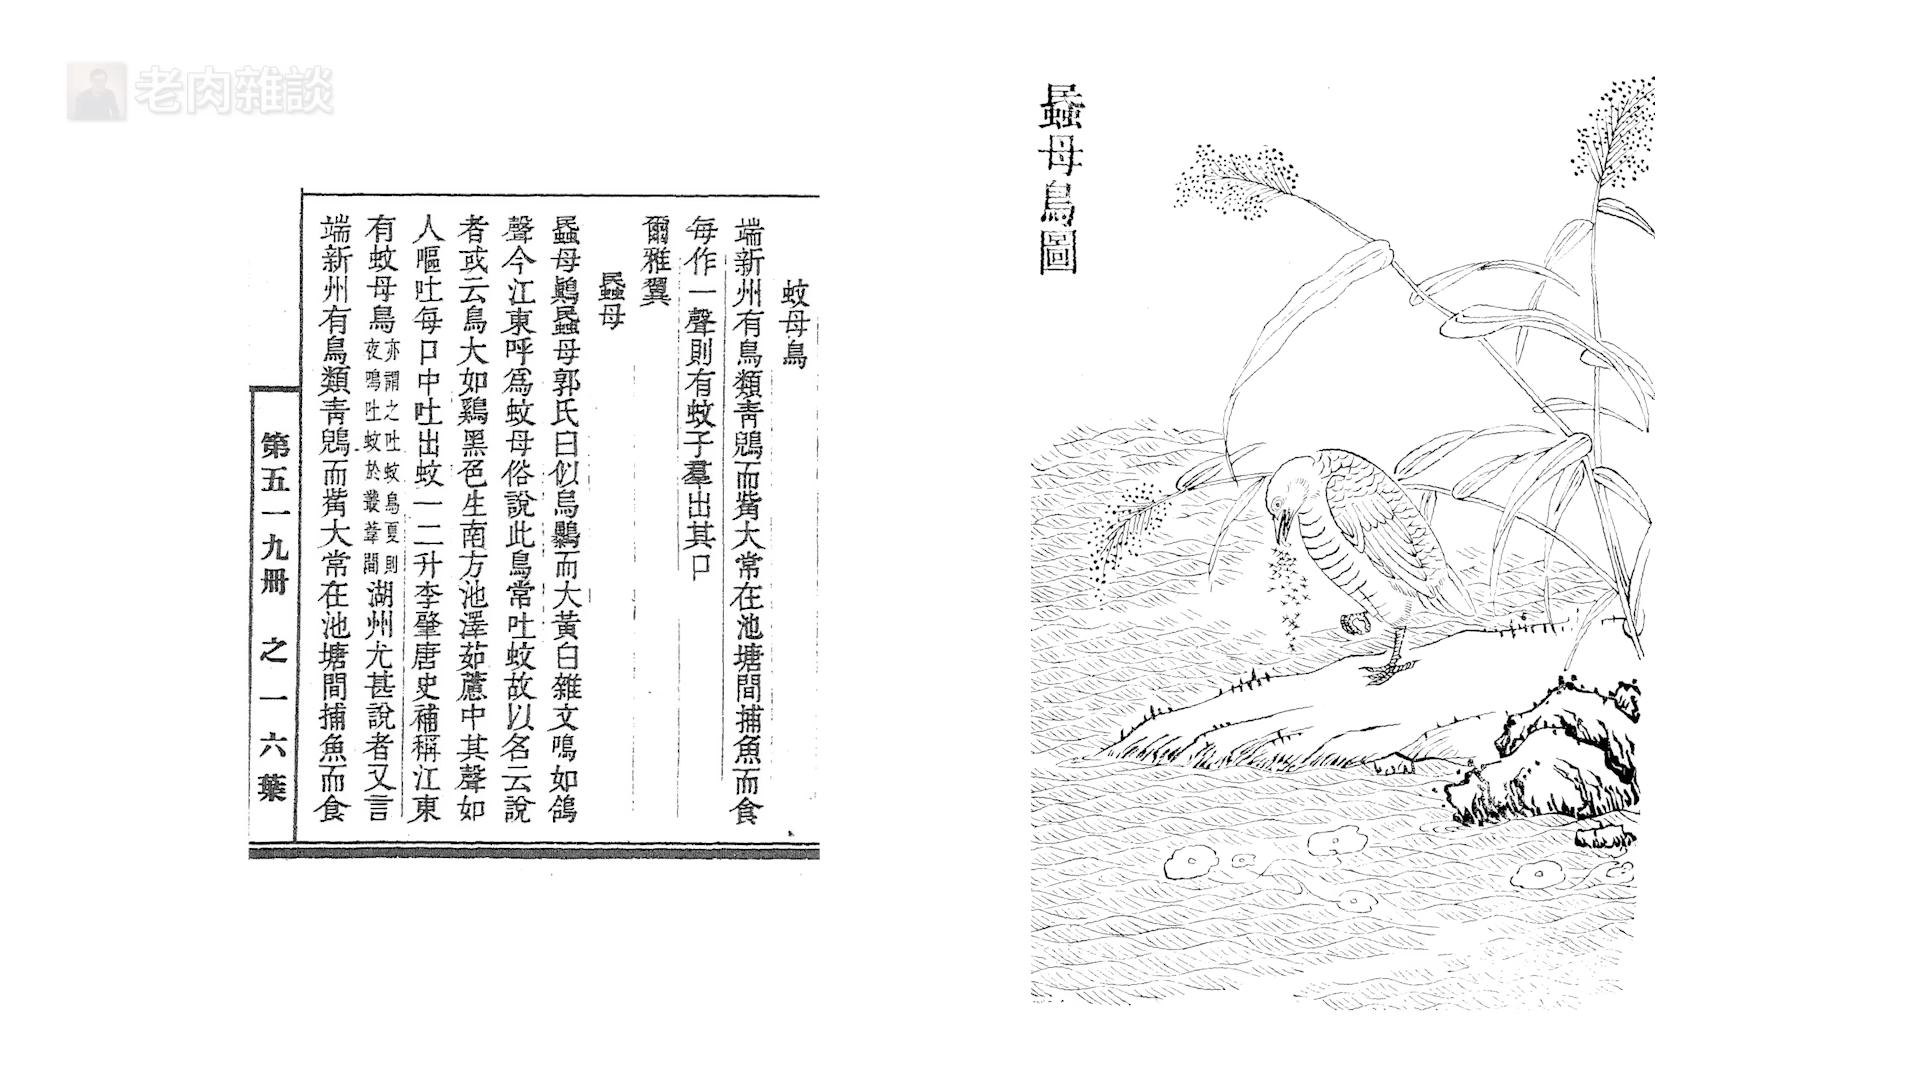 老肉雜談
蚊母鳥
端新州有鳥類靑鶂而觜大常在池塘間捕魚而食
每作一聲則有蚊子羣出其口
爾雅翼
蟁母
蟁母鷏蟁母郭氏曰似烏鸔而大黃白雜文鳴如鴿
聲今江東呼爲蚊母俗說此鳥常吐蚊故以名云說
者或云鳥大如鷄黑色生南方池澤茹藘中其聲如
人嘔吐每口中吐出蚊一二升李肇唐史補稱江東
有蚊母鳥亦謂之吐蚊鳥夏則夜鳴吐蚊於叢葦間湖州尤甚說者又言
端新州有鳥類靑鶂而觜大常在池塘間捕魚而食
第五一九冊 之一六葉
蟁母鳥圖